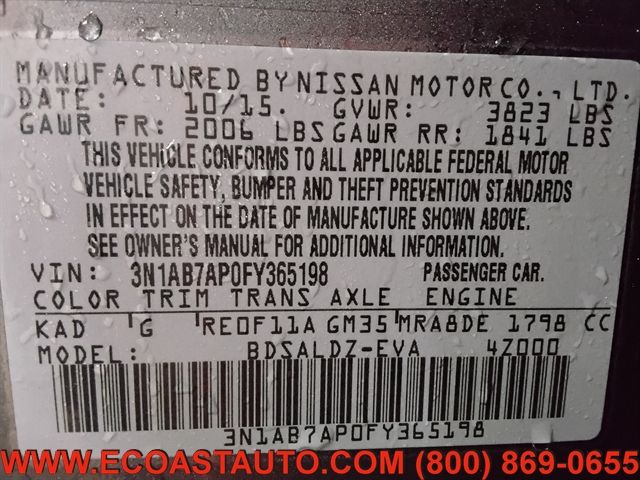 MANUFACTURED BY NISSAN MOTOR CO., LTD.
DATE: 10/15. GVWR: 3823 LBS
GAWR FR: 2006 LBS GAWR RR: 1841 LBS
THIS VEHICLE CONFORMS TO ALL APPLICABLE FEDERAL MOTOR
VEHICLE SAFETY, BUMPER AND THEFT PREVENTION STANDARDS
IN EFFECT ON THE DATE OF MANUFACTURE SHOWN ABOVE.
SEE OWNER'S MANUAL FOR ADDITIONAL INFORMATION.
VIN: 3N1AB7AP0FY365198 PASSENGER CAR.
COLOR TRIM TRANS AXLE ENGINE
KAD G RE0F11A GM35 MRA8DE 1798 CC
MODEL: BDSALDZ-EVA 4Z000
3N1AB7AP0FY365198
WWW.ECOASTAUTO.COM (800) 869-0655